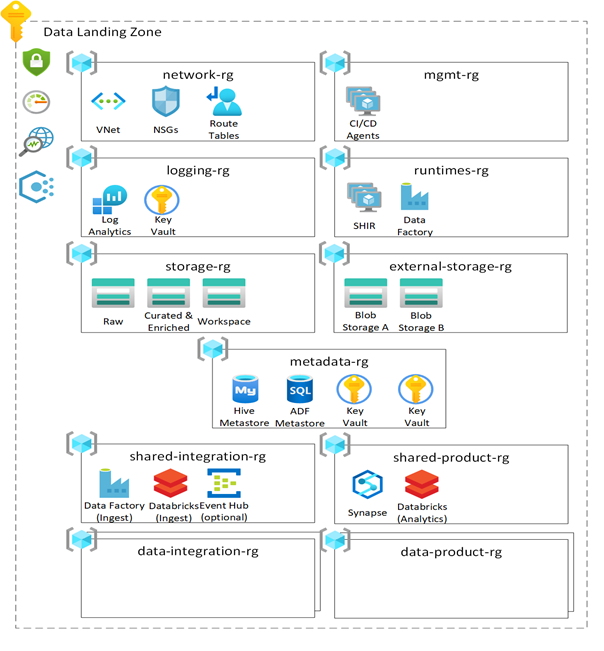 Data Landing Zone
network-rg
VNet
NSGs
Route
Tables
mgmt-rg
CI/CD
Agents
logging-rg
Log
Analytics
Key
Vault
runtimes-rg
SHIR
Data
Factory
storage-rg
Raw
Curated &
Enriched
Workspace
external-storage-rg
Blob
Storage A
Blob
Storage B
metadata-rg
My
Hive
Metastore
SQL
ADF
Metastore
Key
Vault
Key
Vault
shared-integration-rg
Data Factory
(Ingest)
Databricks
(Ingest)
Event Hub
(optional)
shared-product-rg
Synapse
Databricks
(Analytics)
data-integration-rg
data-product-rg